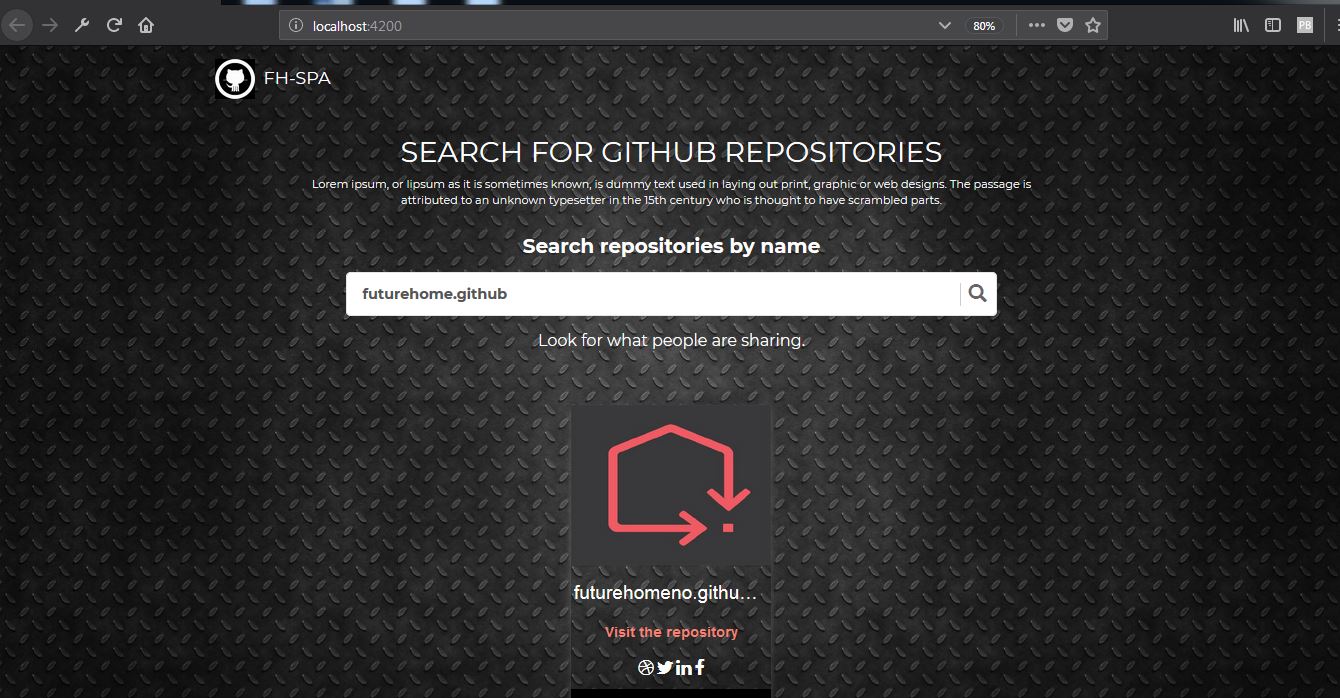 localhost:4200
80%
PB
FH-SPA
SEARCH FOR GITHUB REPOSITORIES
Lorem ipsum, or lipsum as it is sometimes known, is dummy text used in laying out print, graphic or web designs. The passage is
attributed to an unknown typesetter in the 15th century who is thought to have scrambled parts.
Search repositories by name
futurehome.github
Look for what people are sharing.
futurehomeno.githu...
Visit the repository